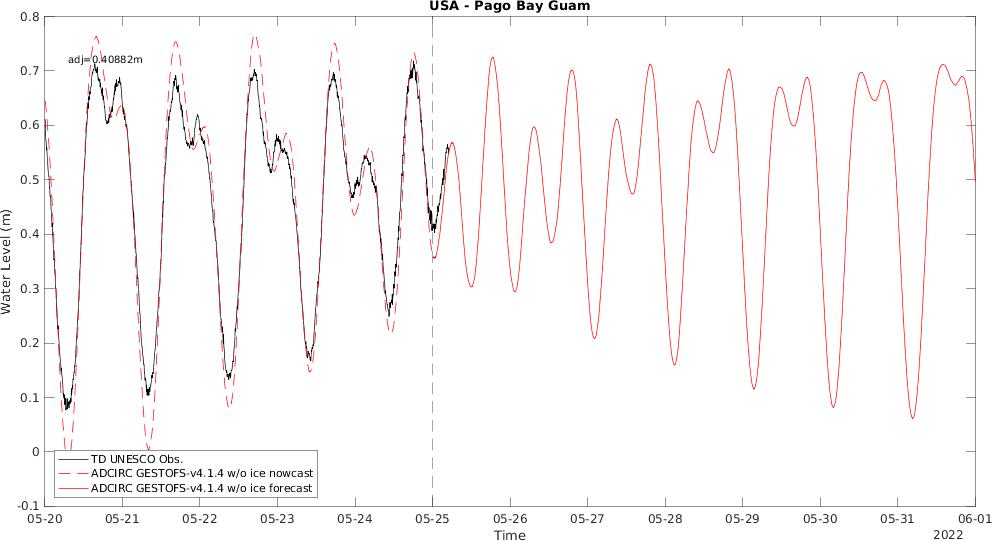 USA - Pago Bay Guam
adj=0.40882m
Water Level (m)
0.8
0.7
0.6
0.5
0.4
0.3
0.2
0.1
0
-0.1
TD UNESCO Obs.
ADCIRC GESTOFS-v4.1.4 w/o ice nowcast
ADCIRC GESTOFS-v4.1.4 w/o ice forecast
05-20 05-21 05-22 05-23 05-24 05-25 05-26 05-27 05-28 05-29 05-30 05-31 06-01
Time
2022